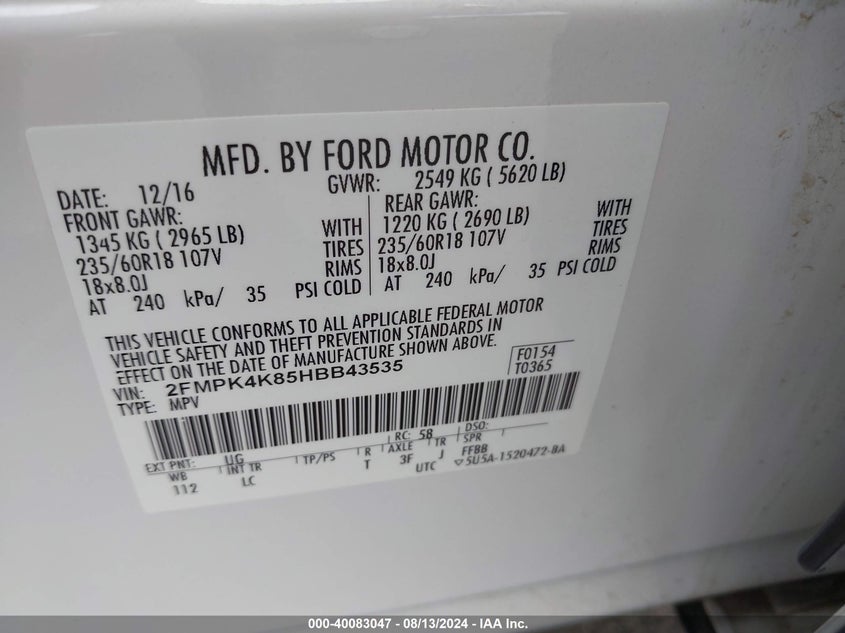 MFD. BY FORD MOTOR CO.
DATE: 12/16 GVWR: 2549 KG ( 5620 LB)
FRONT GAWR: REAR GAWR:
1345 KG ( 2965 LB) WITH 1220 KG ( 2690 LB) WITH
235/60R18 107V TIRES 235/60R18 107V TIRES
18x8.0J RIMS 18x8.0J RIMS
AT 240 kPa/ 35 PSI COLD AT 240 kPa/ 35 PSI COLD
THIS VEHICLE CONFORMS TO ALL APPLICABLE FEDERAL MOTOR
VEHICLE SAFETY AND THEFT PREVENTION STANDARDS IN
EFFECT ON THE DATE OF MANUFACTURE SHOWN ABOVE.
VIN: 2FMPK4K85HBB43535 F0154
TYPE: MPV T0365
EXT PNT: UG RC: 58 DSO:
WB INT TR TP/PS R AXLE TR SPR
112 LC T 3F J FFBB
UTC 5U5A-1520472-BA
000-40083047 - 08/13/2024 - IAA Inc.